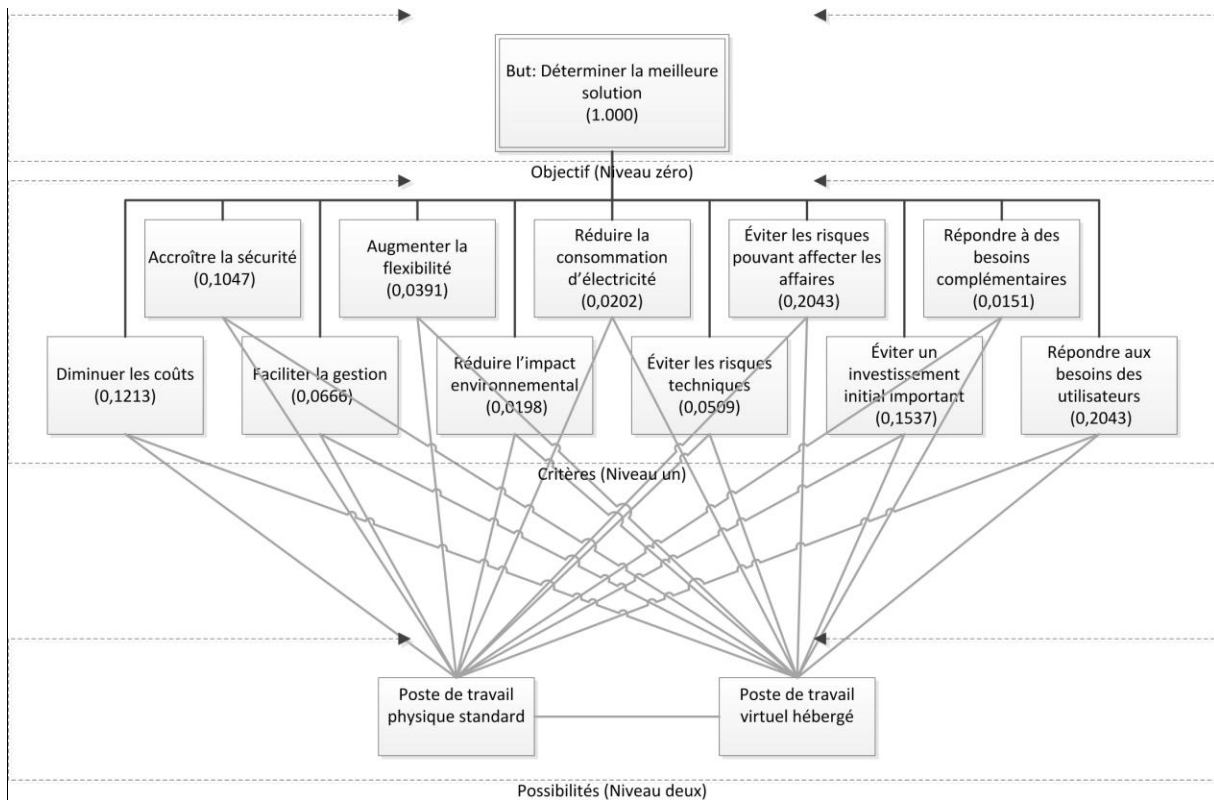 But: Déterminer la meilleure
solution
(1.000)
Objectif (Niveau zéro)
Accroître la sécurité
(0,1047)
Augmenter la
flexibilité
(0,0391)
Réduire la
consommation
d’électricité
(0,0202)
Éviter les risques
pouvant affecter les
affaires
(0,2043)
Répondre à des
besoins
complémentaires
(0,0151)
Diminuer les coûts
(0,1213)
Faciliter la gestion
(0,0666)
Réduire l’impact
environnemental
(0,0198)
Éviter les risques
techniques
(0,0509)
Éviter un
investissement
initial important
(0,1537)
Répondre aux
besoins des
utilisateurs
(0,2043)
Critères (Niveau un)
Poste de travail
physique standard
Poste de travail
virtuel hébergé
Possibilités (Niveau deux)